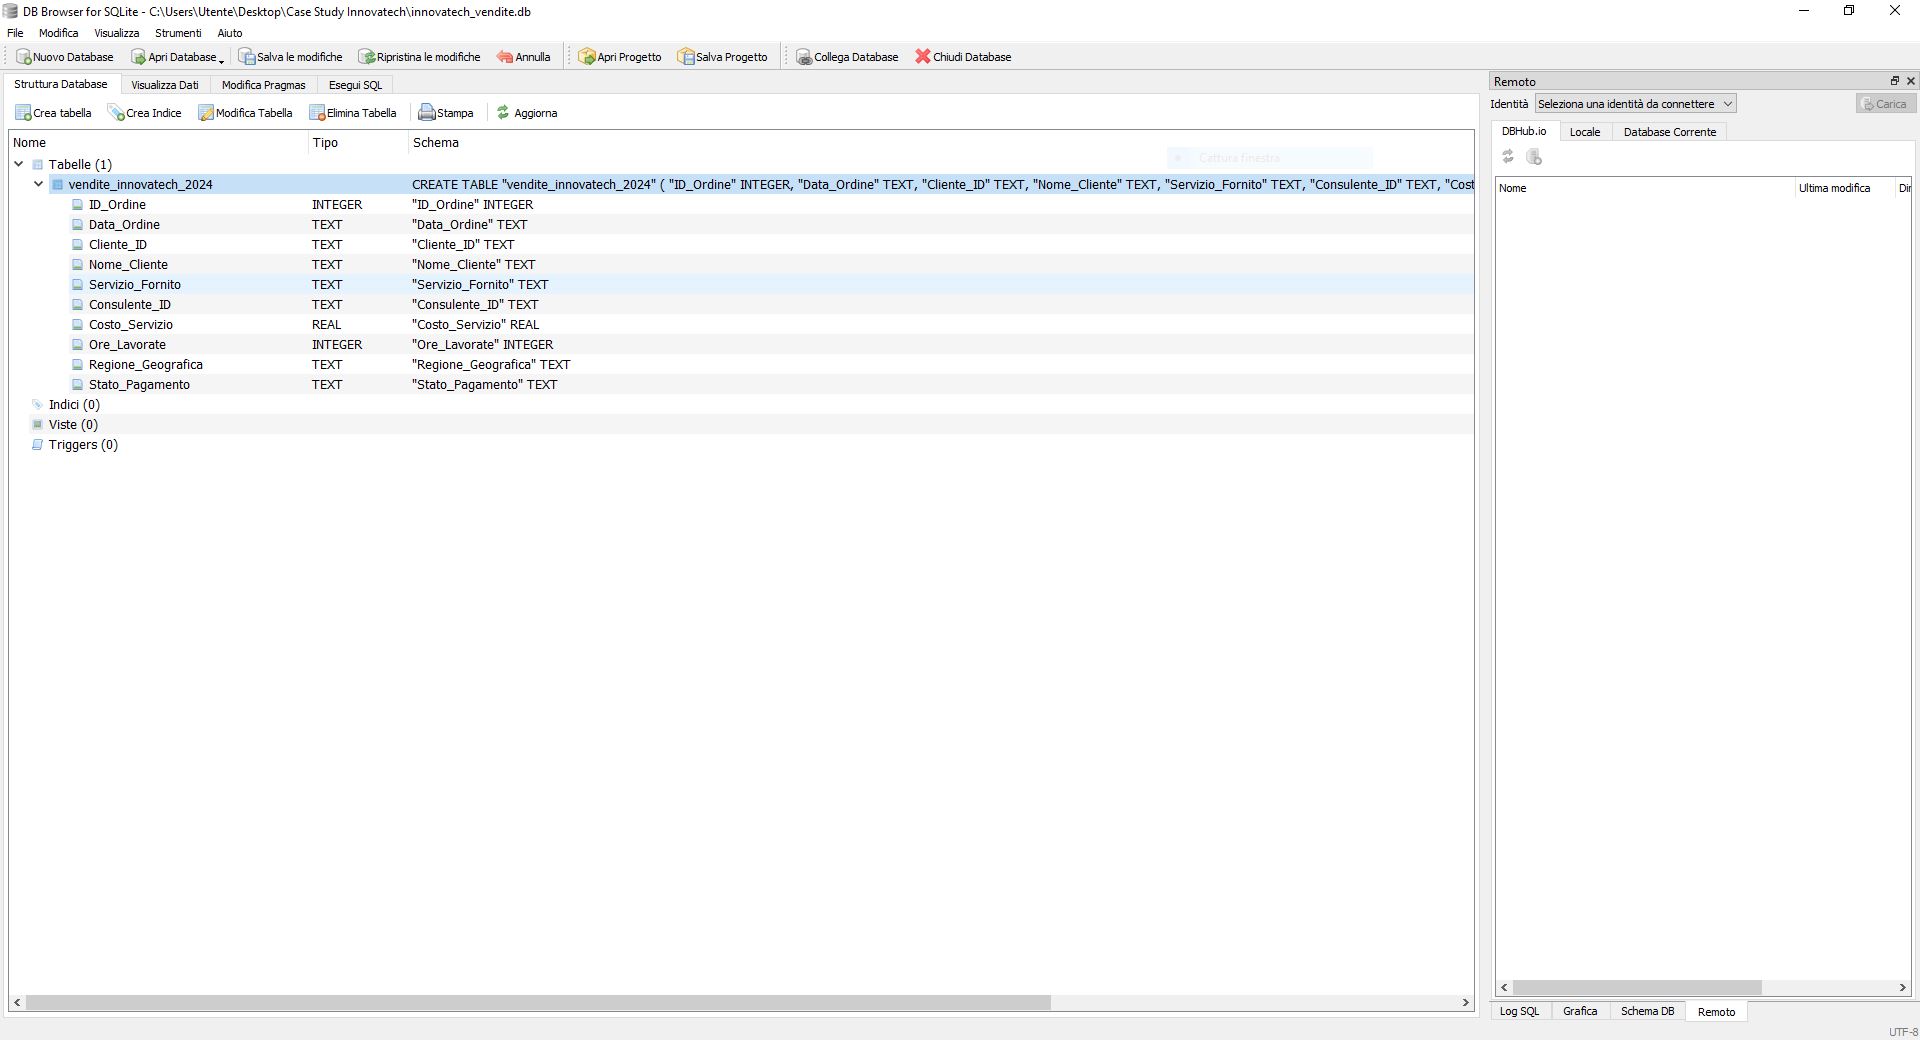 DB Browser for SQLite - C:\Users\Utente\Desktop\Case Study Innovatech\innovatech_vendite.db
File Modifica Visualizza Strumenti Aiuto
Nuovo Database Apri Database Salva le modifiche Ripristina le modifiche Annulla Apri Progetto Salva Progetto Collega Database Chiudi Database
Struttura Database Visualizza Dati Modifica Pragmas Esegui SQL
Crea tabella Crea Indice Modifica Tabella Elimina Tabella Stampa Aggiorna
Nome Tipo Schema
Cattura finestra
Tabelle (1)
vendite_innovatech_2024 CREATE TABLE "vendite_innovatech_2024" ( "ID_Ordine" INTEGER, "Data_Ordine" TEXT, "Cliente_ID" TEXT, "Nome_Cliente" TEXT, "Servizio_Fornito" TEXT, "Consulente_ID" TEXT, "Cost
ID_Ordine INTEGER "ID_Ordine" INTEGER
Data_Ordine TEXT "Data_Ordine" TEXT
Cliente_ID TEXT "Cliente_ID" TEXT
Nome_Cliente TEXT "Nome_Cliente" TEXT
Servizio_Fornito TEXT "Servizio_Fornito" TEXT
Consulente_ID TEXT "Consulente_ID" TEXT
Costo_Servizio REAL "Costo_Servizio" REAL
Ore_Lavorate INTEGER "Ore_Lavorate" INTEGER
Regione_Geografica TEXT "Regione_Geografica" TEXT
Stato_Pagamento TEXT "Stato_Pagamento" TEXT
Indici (0)
Viste (0)
Triggers (0)
Remoto
Identità Seleziona una identità da connettere Carica
DBHub.io Locale Database Corrente
Nome Ultima modifica Dir
Log SQL Grafica Schema DB Remoto
UTF-8